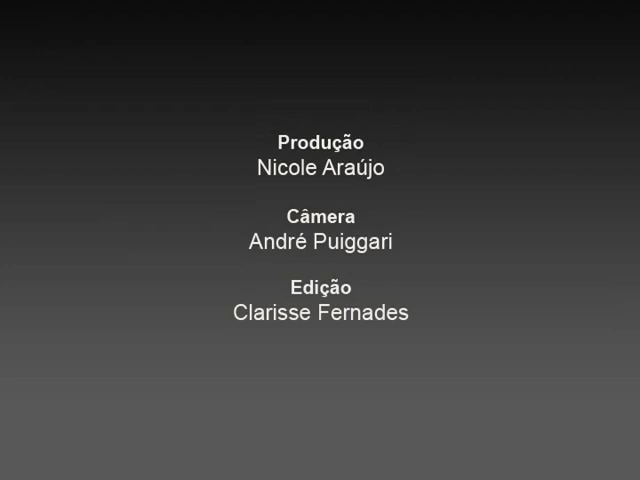 Produção
Nicole Araújo
Câmera
André Puiggari
Edição
Clarisse Fernades